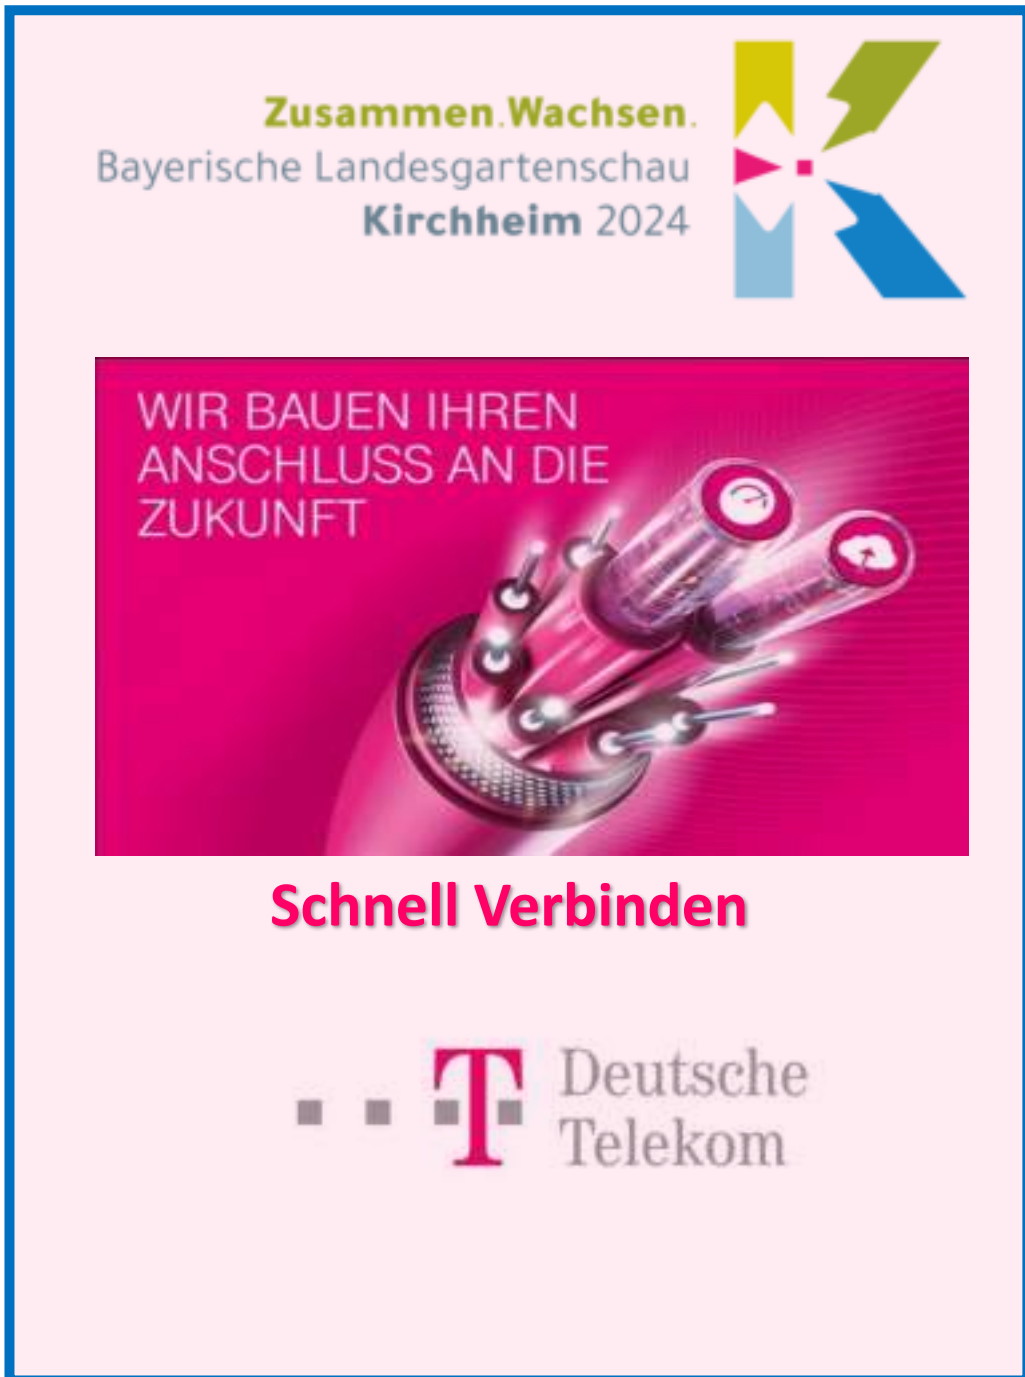 Zusammen.Wachsen.
Bayerische Landesgartenschau
Kirchheim 2024
WIR BAUEN IHREN
ANSCHLUSS AN DIE
ZUKUNFT
Schnell Verbinden
T Deutsche
Telekom